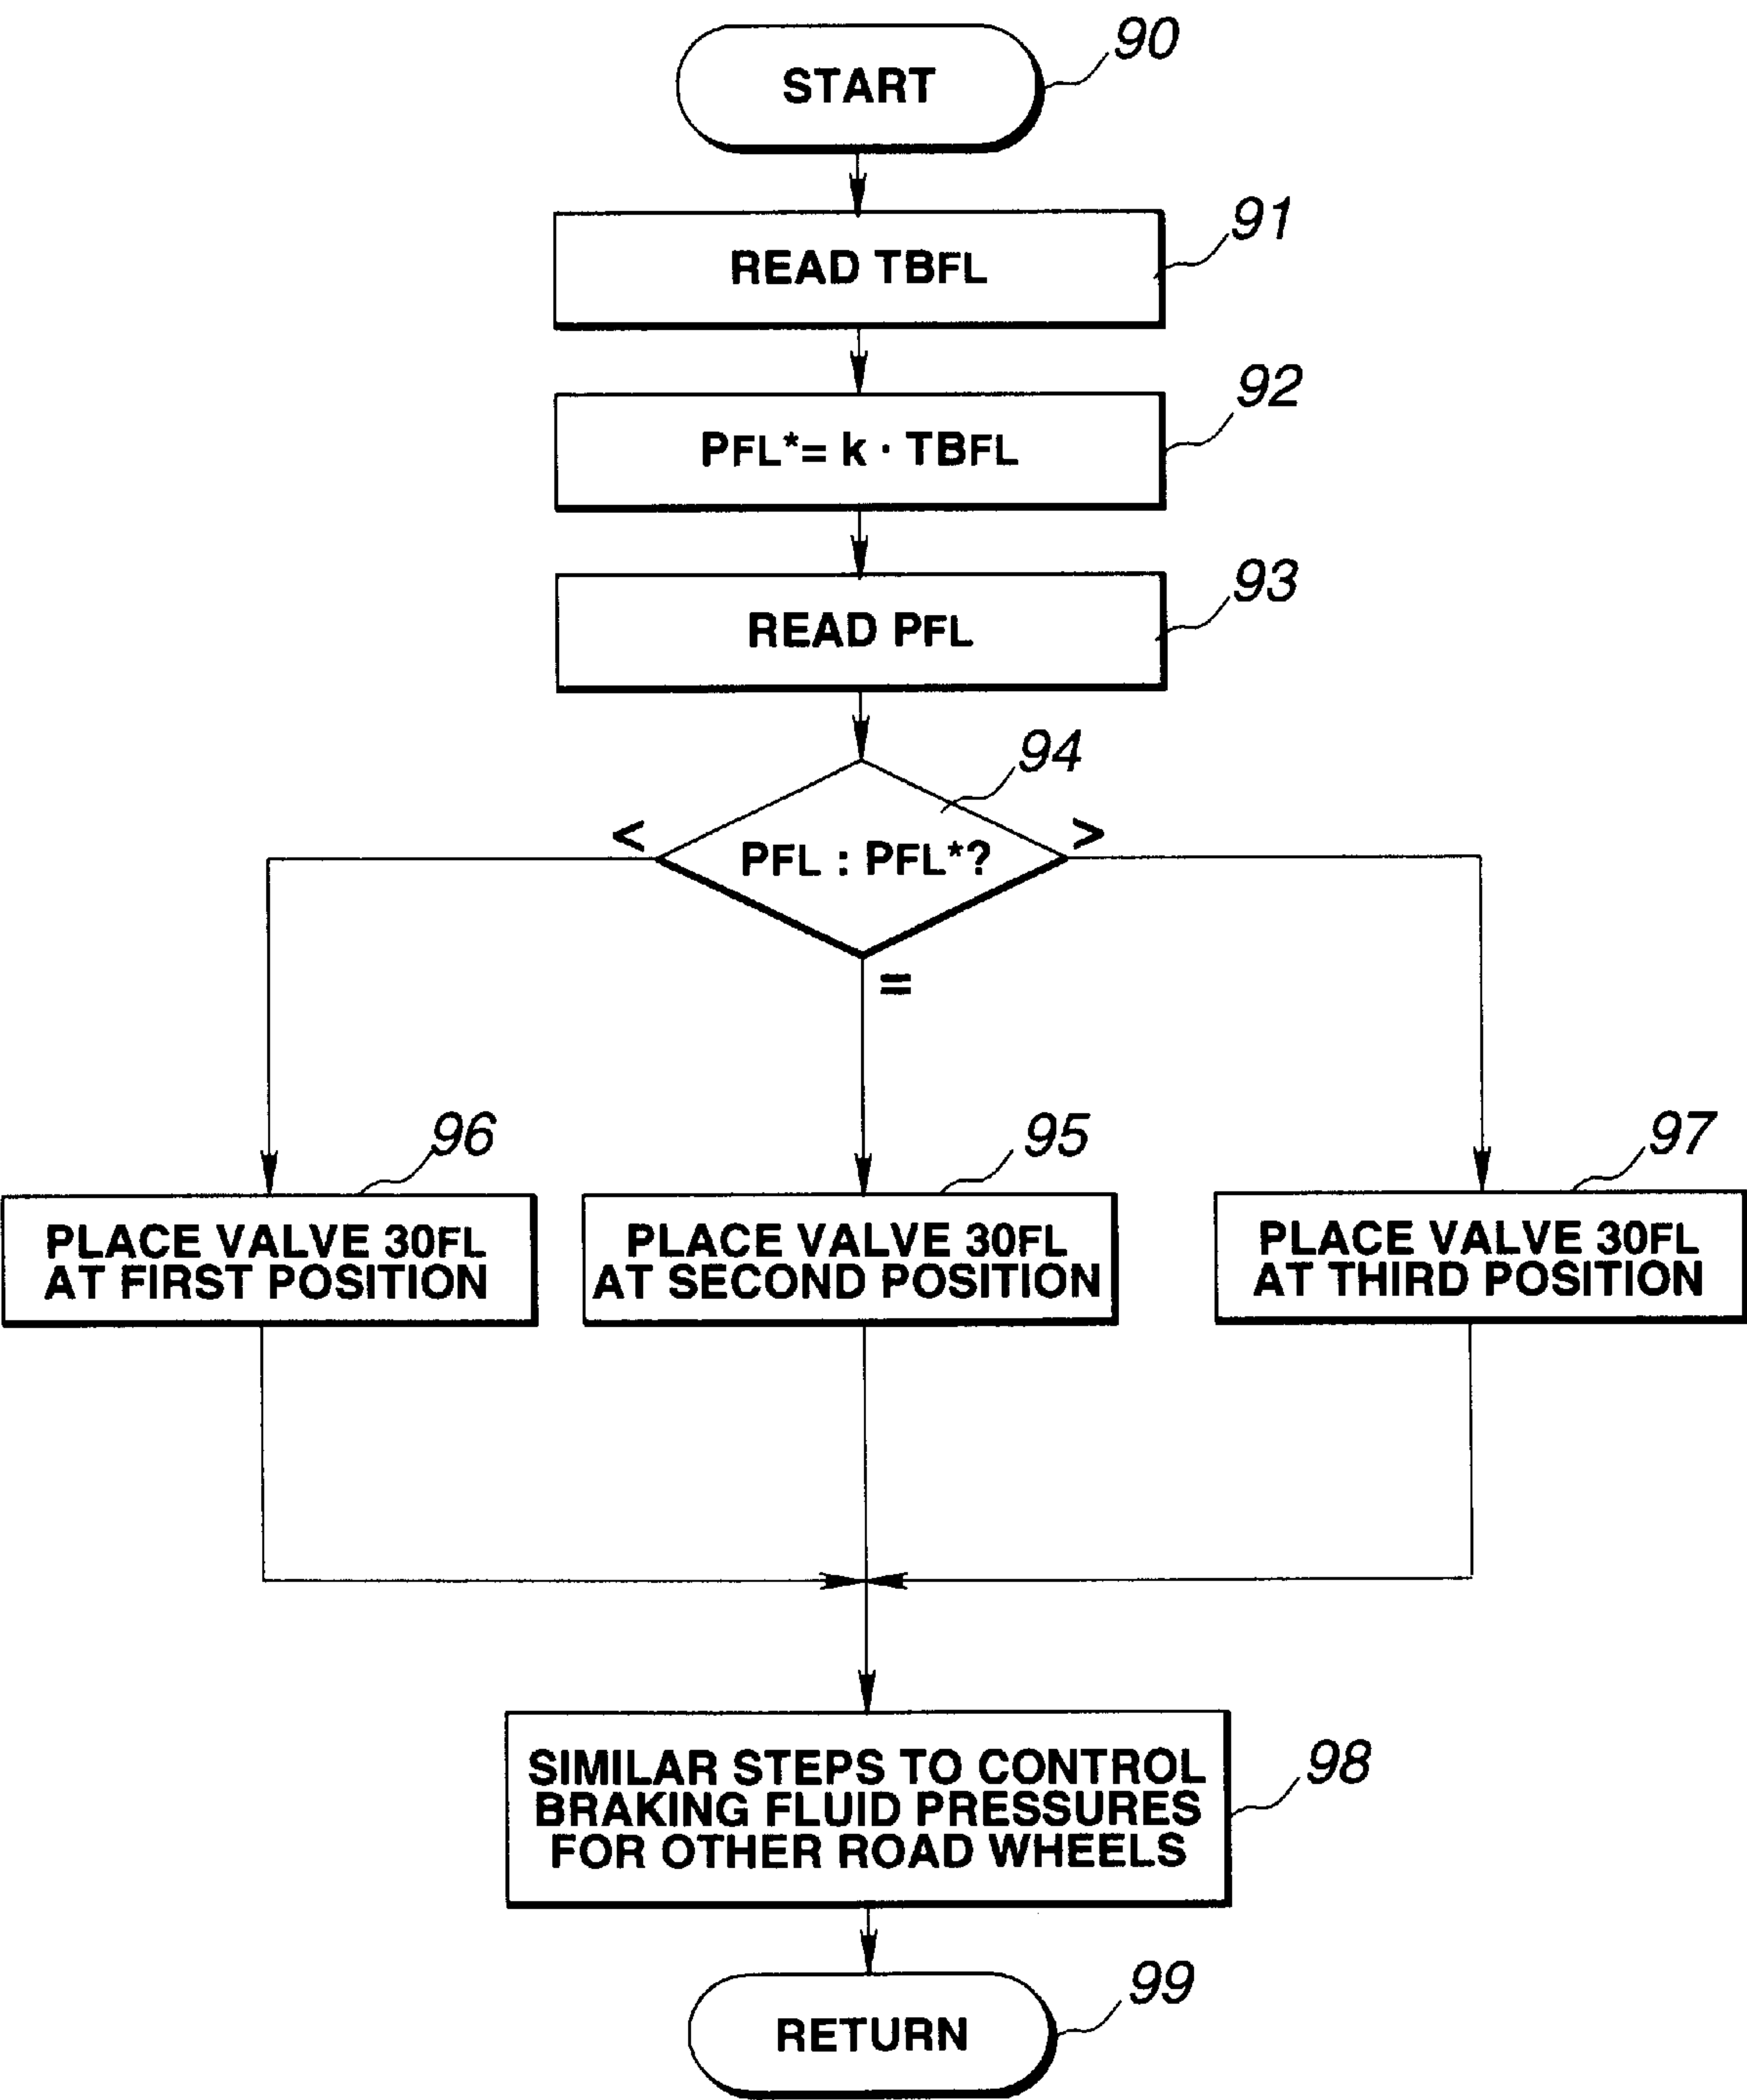 START
90
READ TBFL
91
PFL*= k · TBFL
92
READ PFL
93
94
<
PFL : PFL*?
>
=
96
PLACE VALVE 30FL
AT FIRST POSITION
95
PLACE VALVE 30FL
AT SECOND POSITION
97
PLACE VALVE 30FL
AT THIRD POSITION
SIMILAR STEPS TO CONTROL
BRAKING FLUID PRESSURES
FOR OTHER ROAD WHEELS
98
RETURN
99